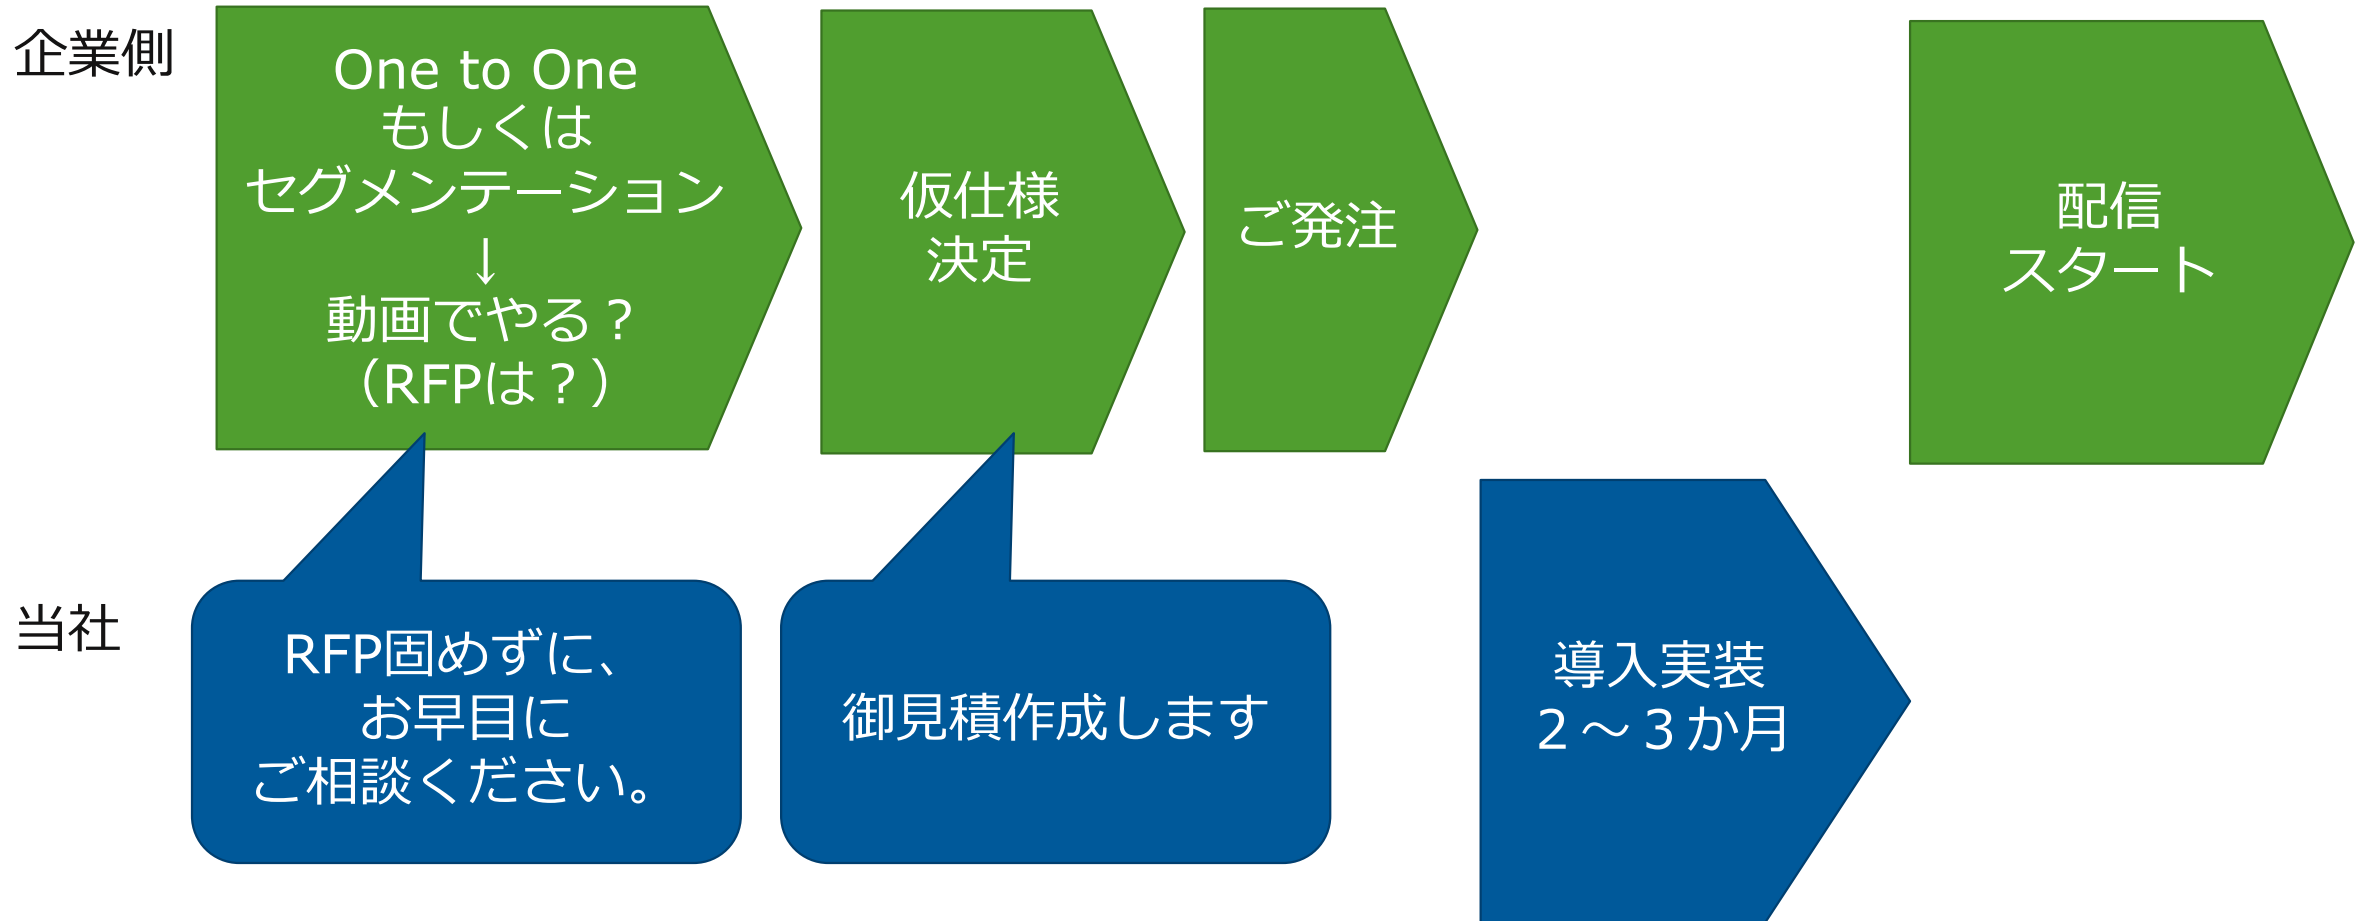 企業側
One to One
もしくは
セグメンテーション
↓
動画でやる？
（RFPは？）
仮仕様
決定
ご発注
配信
スタート
当社
RFP固めずに、
お早目に
ご相談ください。
御見積作成します
導入実装
２～３か月